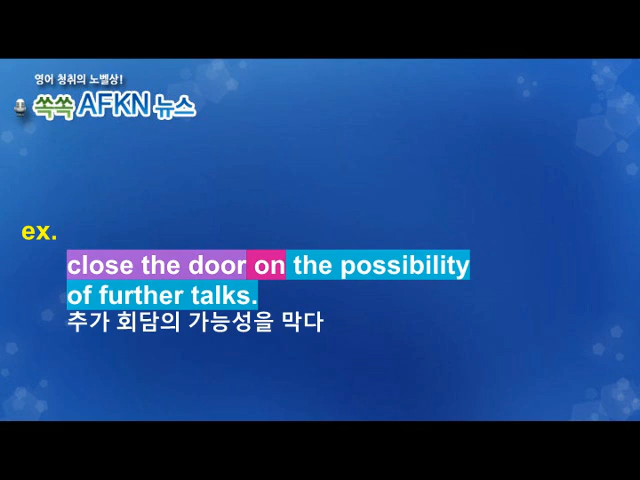 영어 청취의 노벨상!
쏙쏙 AFKN 뉴스
ex.
close the door on the possibility
of further talks.
추가 회담의 가능성을 막다